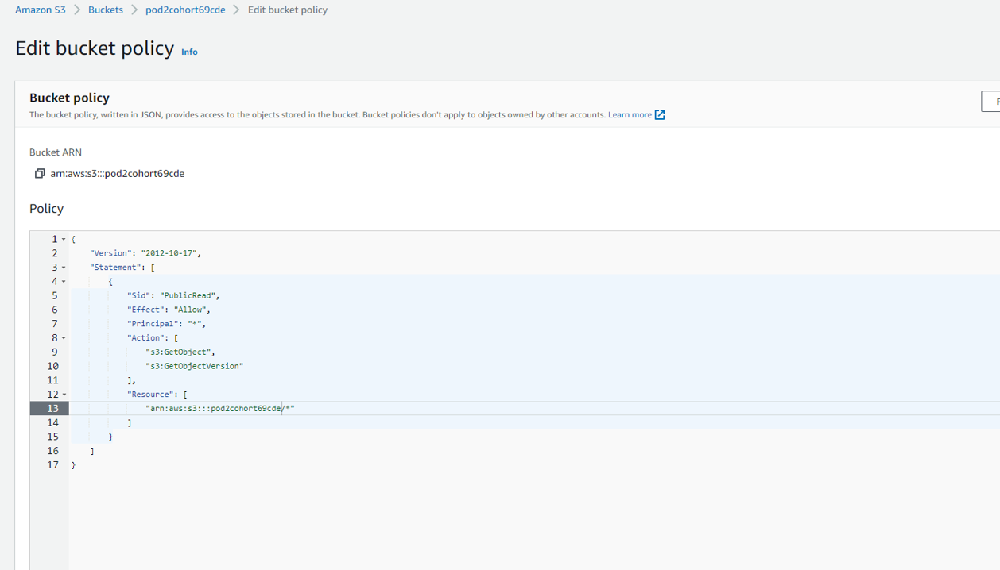 Amazon S3 > Buckets > pod2cohort69cde > Edit bucket policy
Edit bucket policy Info
Bucket policy
The bucket policy, written in JSON, provides access to the objects stored in the bucket. Bucket policies don't apply to objects owned by other accounts. Learn more
Bucket ARN
arn:aws:s3:::pod2cohort69cde
Policy
1 {
2 "Version": "2012-10-17",
3 "Statement": [
4 {
5 "Sid": "PublicRead",
6 "Effect": "Allow",
7 "Principal": "*",
8 "Action": [
9 "s3:GetObject",
10 "s3:GetObjectVersion"
11 ],
12 "Resource": [
13 "arn:aws:s3:::pod2cohort69cde/*"
14 ]
15 }
16 ]
17 }